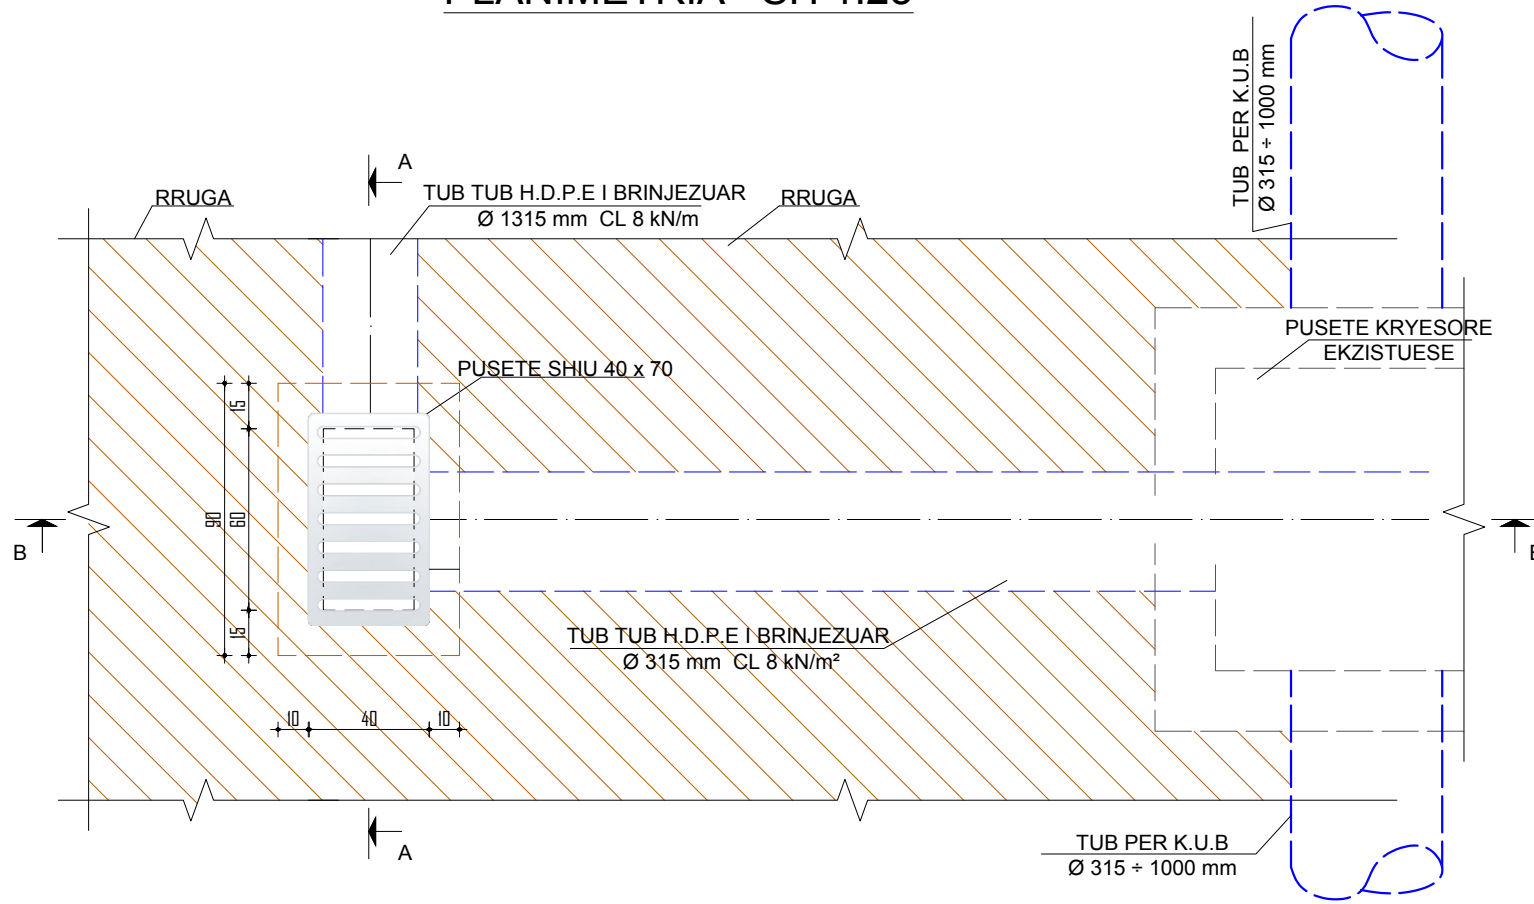 A
RRUGA
TUB TUB H.D.P.E I BRINJEZUAR
Ø 1315 mm CL 8 kN/m
RRUGA
TUB PER K.U.B
Ø 315 ÷ 1000 mm
PUSETE KRYESORE
EKZISTUESE
PUSETE SHIU 40 x 70
15
90
60
15
B
B
TUB TUB H.D.P.E I BRINJEZUAR
Ø 315 mm CL 8 kN/m²
10
40
10
A
TUB PER K.U.B
Ø 315 ÷ 1000 mm